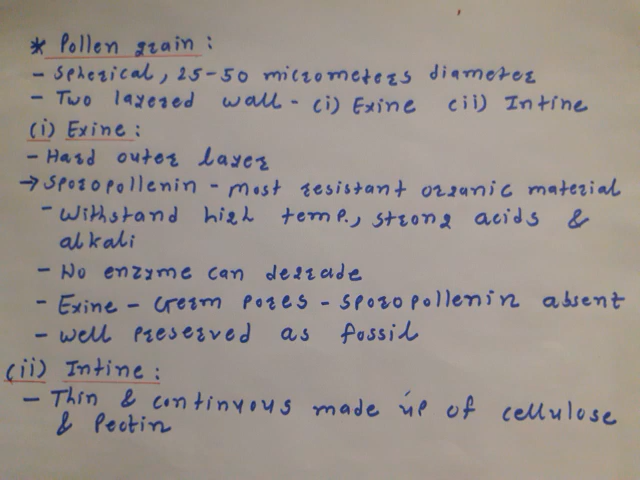 * Pollen grain :
- Spherical, 25-50 micrometers diameter
- Two layered wall - (i) Exine (ii) Intine
(i) Exine :
- Hard outer layer
→ Sporopollenin - most resistant organic material
- Withstand high temp., strong acids &
alkali
- No enzyme can degrade
- Exine - Germ pores - sporopollenin absent
- Well preserved as fossil
(ii) Intine :
- Thin & continuous made up of cellulose
& Pectin